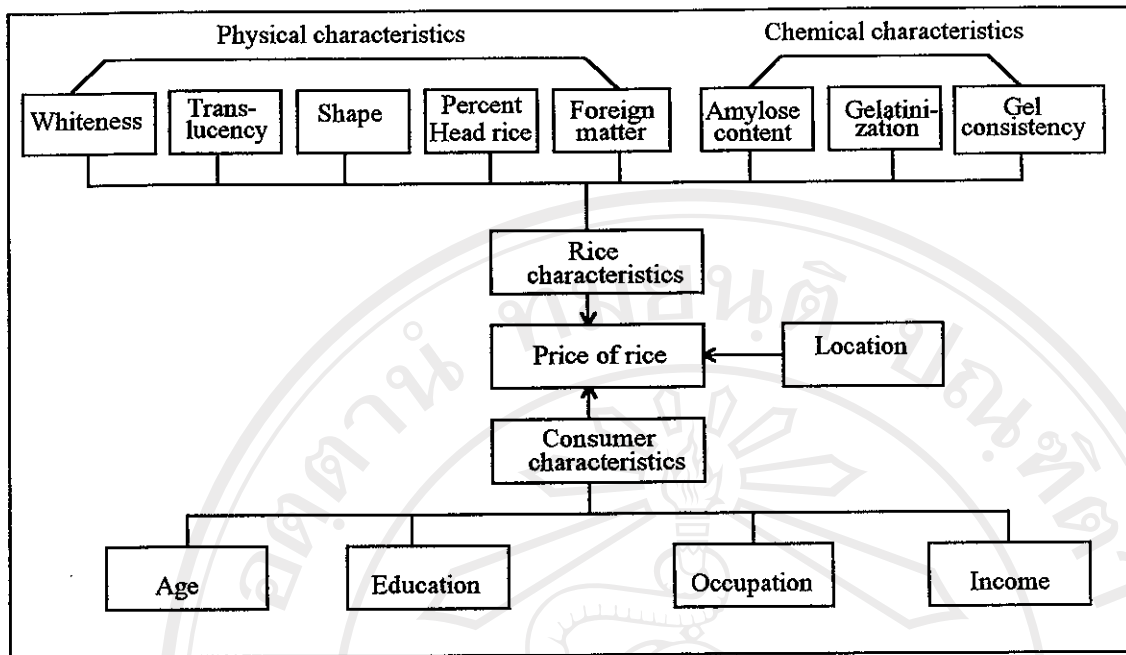 Physical characteristics
Chemical characteristics
Whiteness
Trans-
lucency
Shape
Percent
Head rice
Foreign
matter
Amylose
content
Gelatini-
zation
Gel
consistency
Rice
characteristics
Price of rice
Location
Consumer
characteristics
Age
Education
Occupation
Income